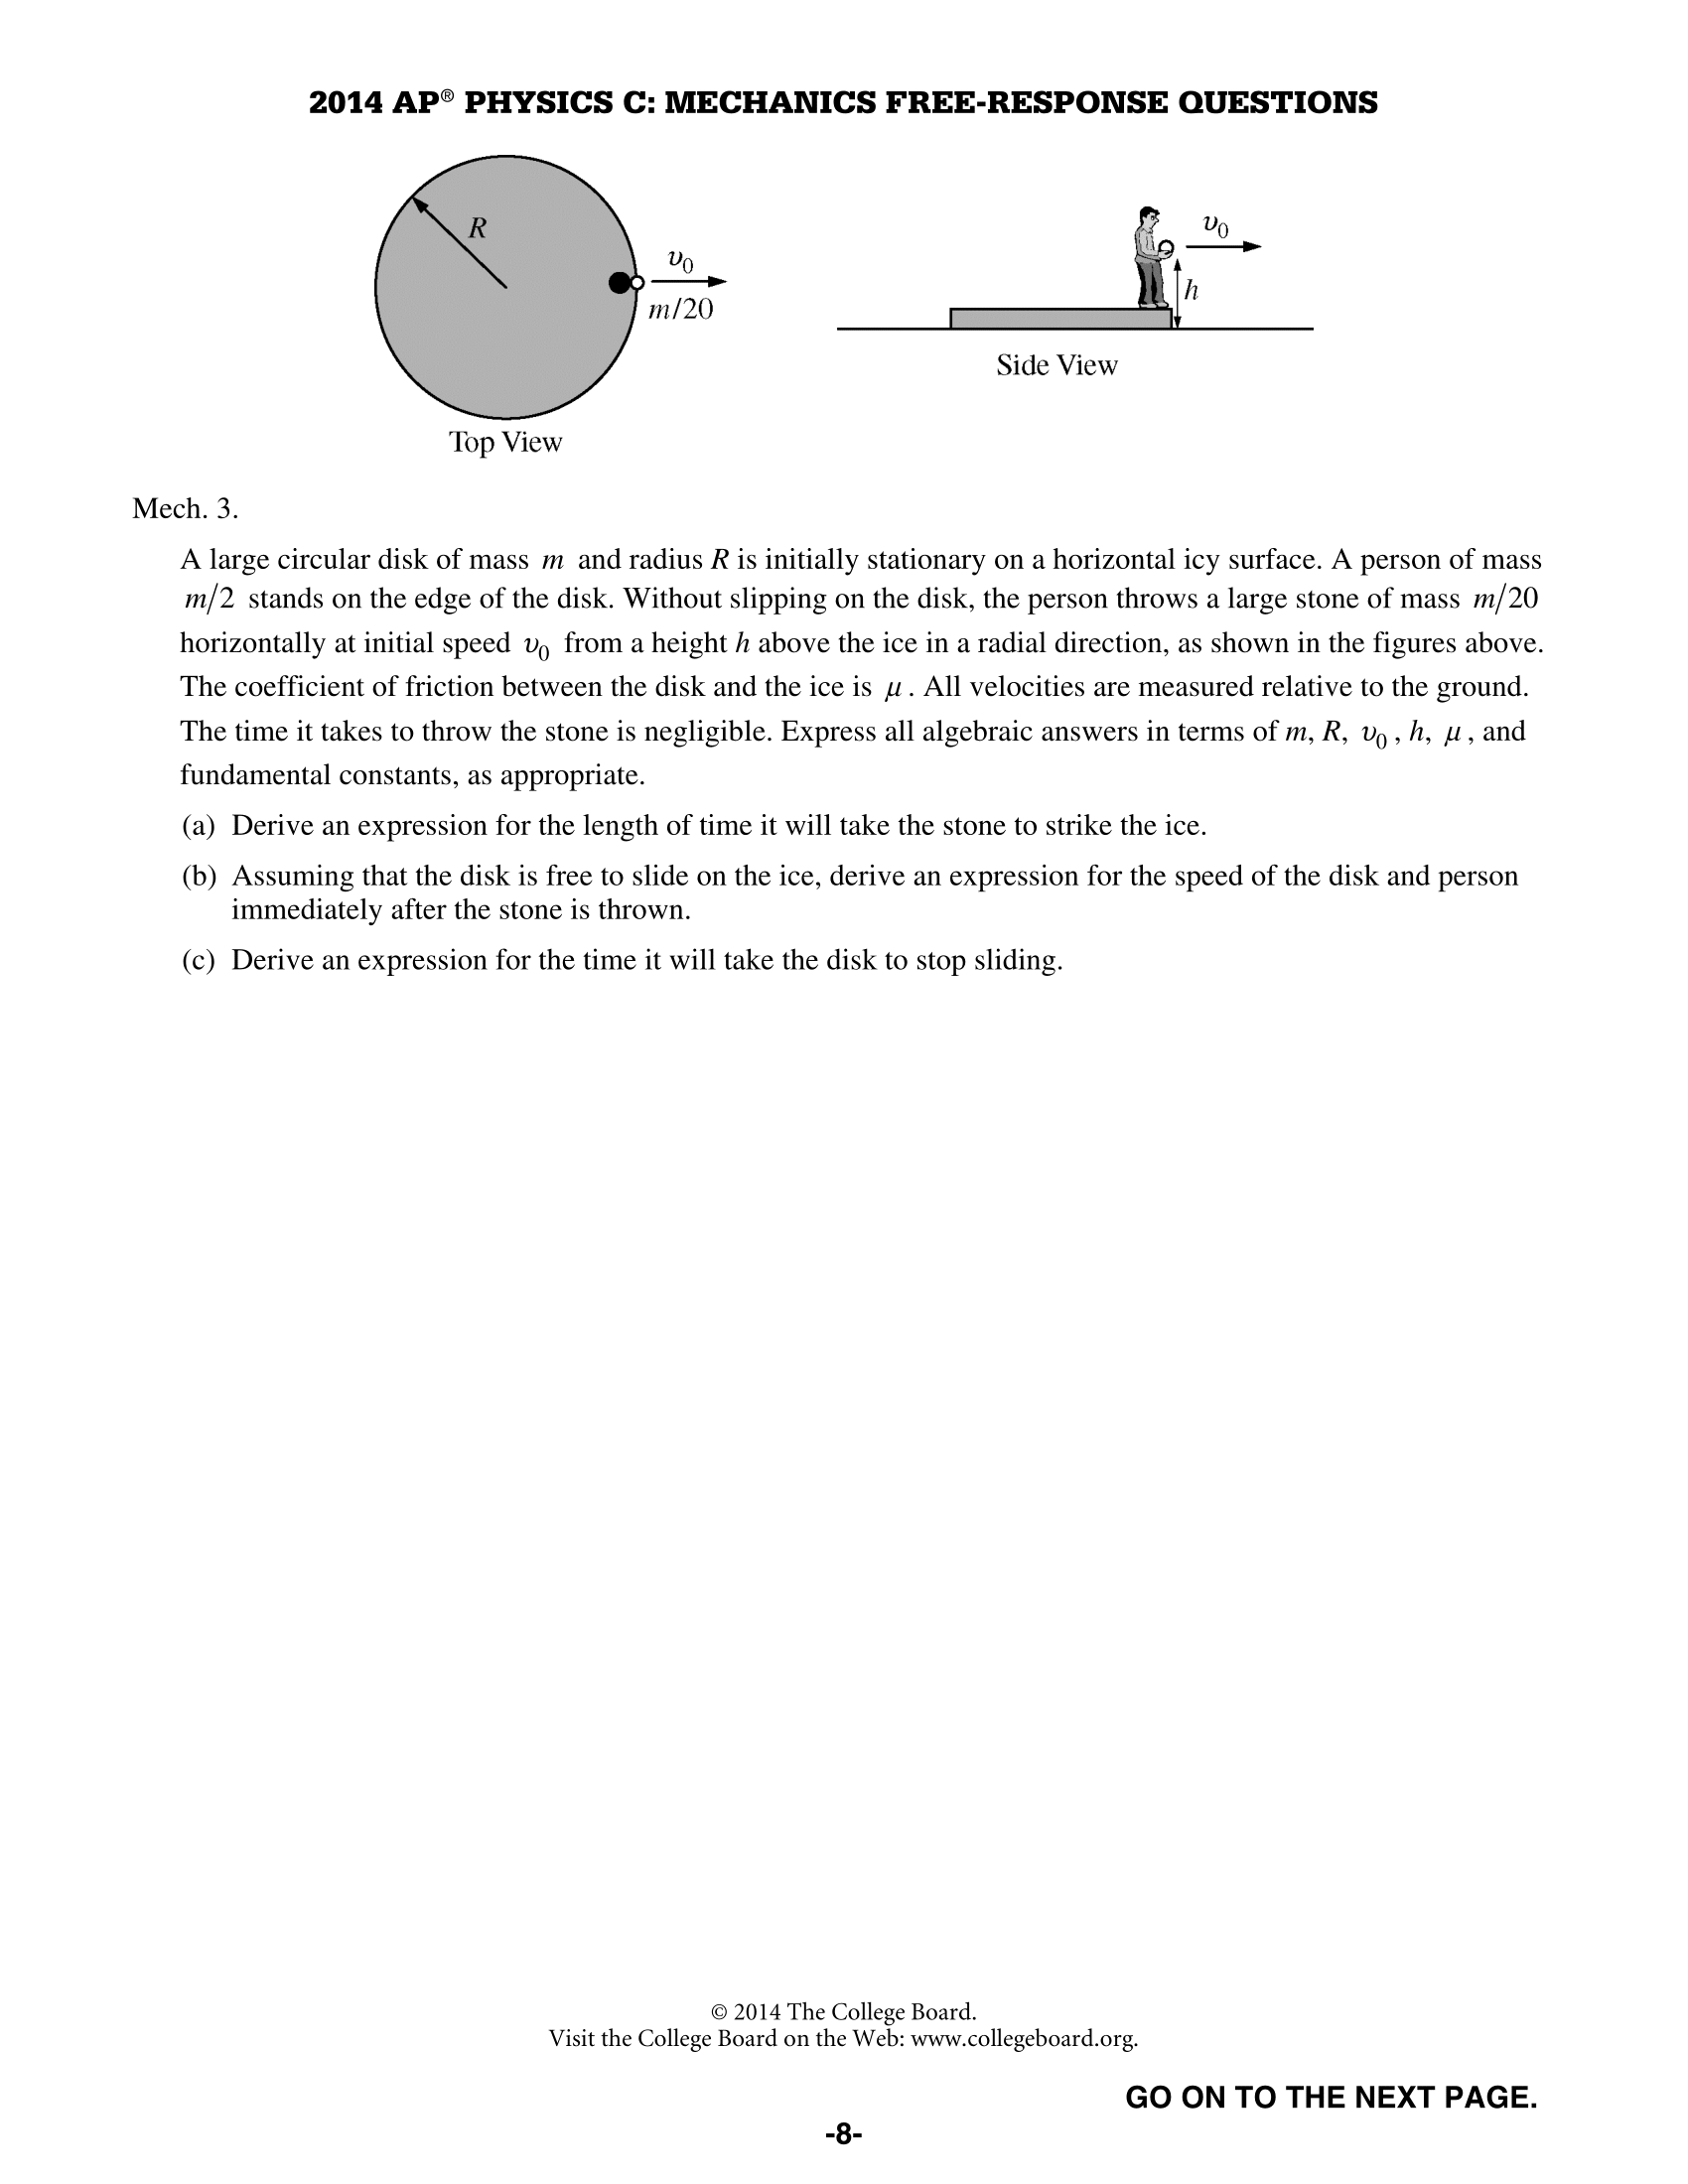 2014 AP® PHYSICS C: MECHANICS FREE-RESPONSE QUESTIONS
R
υ₀
m/20
Top View
υ₀
h
Side View
Mech. 3.
A large circular disk of mass m and radius R is initially stationary on a horizontal icy surface. A person of mass
m/2 stands on the edge of the disk. Without slipping on the disk, the person throws a large stone of mass m/20
horizontally at initial speed υ₀ from a height h above the ice in a radial direction, as shown in the figures above.
The coefficient of friction between the disk and the ice is μ. All velocities are measured relative to the ground.
The time it takes to throw the stone is negligible. Express all algebraic answers in terms of m, R, υ₀, h, μ, and
fundamental constants, as appropriate.
(a) Derive an expression for the length of time it will take the stone to strike the ice.
(b) Assuming that the disk is free to slide on the ice, derive an expression for the speed of the disk and person
immediately after the stone is thrown.
(c) Derive an expression for the time it will take the disk to stop sliding.
© 2014 The College Board.
Visit the College Board on the Web: www.collegeboard.org.
GO ON TO THE NEXT PAGE.
-8-